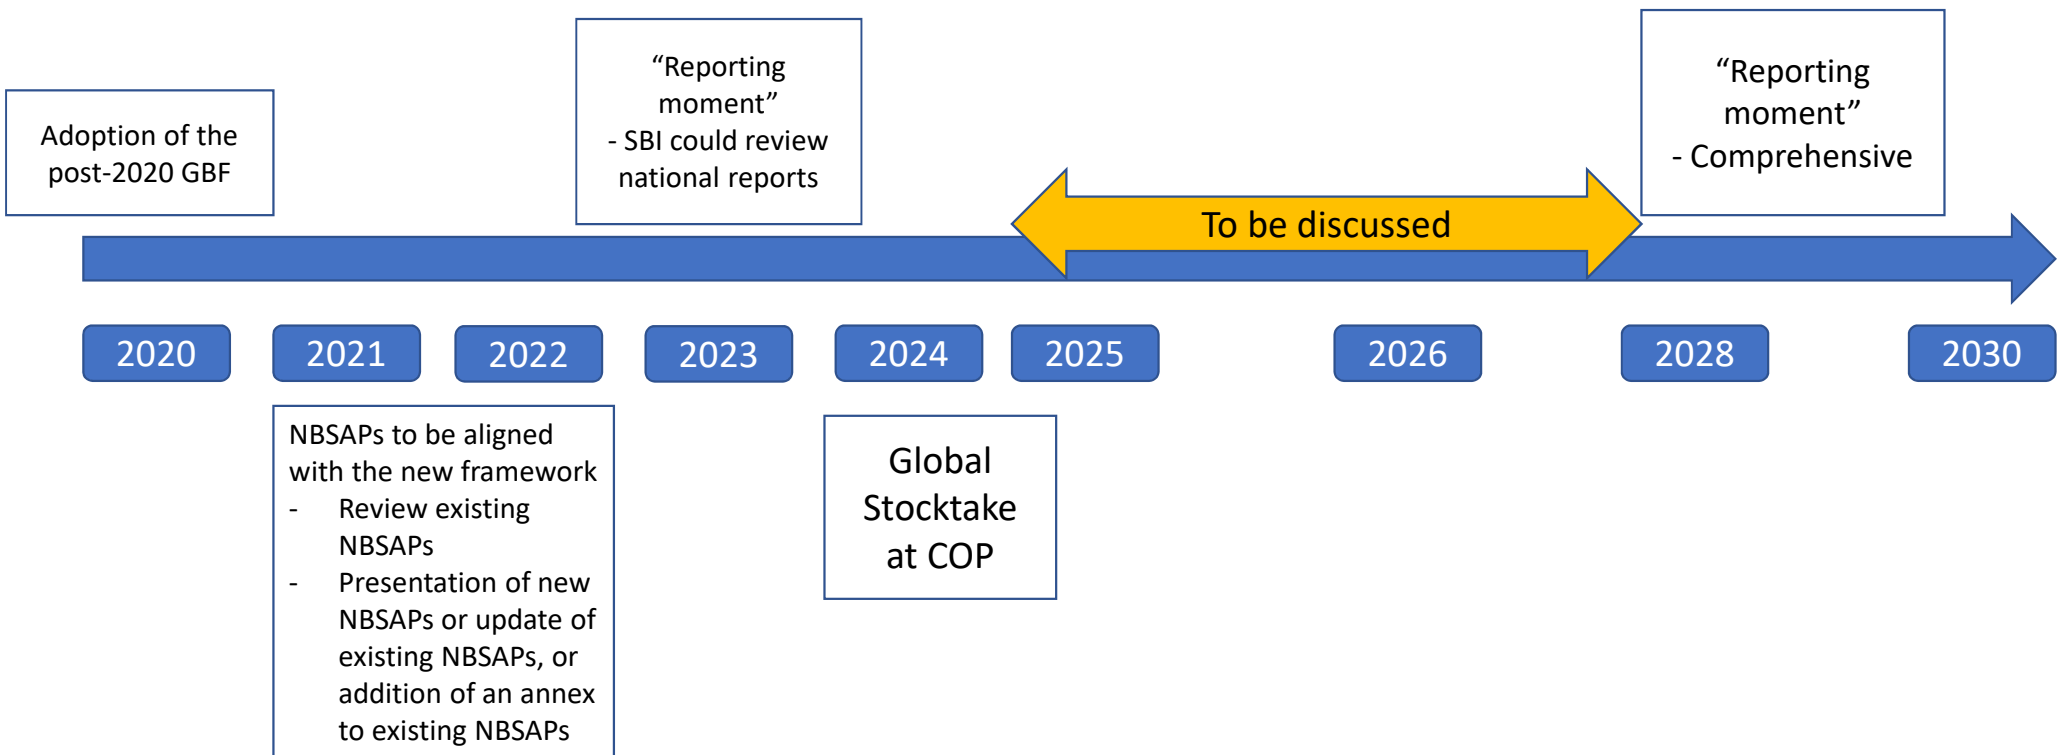 Adoption of the
post-2020 GBF
“Reporting
moment”
- SBI could review
national reports
“Reporting
moment”
- Comprehensive
To be discussed
2020
2021
2022
2023
2024
2025
2026
2028
2030
NBSAPs to be aligned
with the new framework
- Review existing
NBSAPs
- Presentation of new
NBSAPs or update of
existing NBSAPs, or
addition of an annex
to existing NBSAPs
Global
Stocktake
at COP